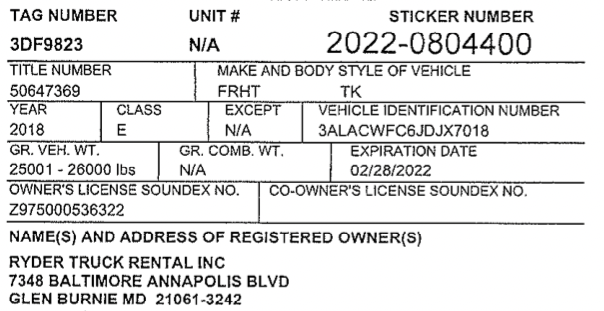 TAG NUMBER UNIT # STICKER NUMBER
3DF9823 N/A 2022-0804400
TITLE NUMBER MAKE AND BODY STYLE OF VEHICLE
50647369 FRHT TK
YEAR CLASS EXCEPT VEHICLE IDENTIFICATION NUMBER
2018 E N/A 3ALACWFC6JDJX7018
GR. VEH. WT. GR. COMB. WT. EXPIRATION DATE
25001 - 26000 lbs N/A 02/28/2022
OWNER'S LICENSE SOUNDEX NO. CO-OWNER'S LICENSE SOUNDEX NO.
Z975000536322
NAME(S) AND ADDRESS OF REGISTERED OWNER(S)
RYDER TRUCK RENTAL INC
7348 BALTIMORE ANNAPOLIS BLVD
GLEN BURNIE MD 21061-3242